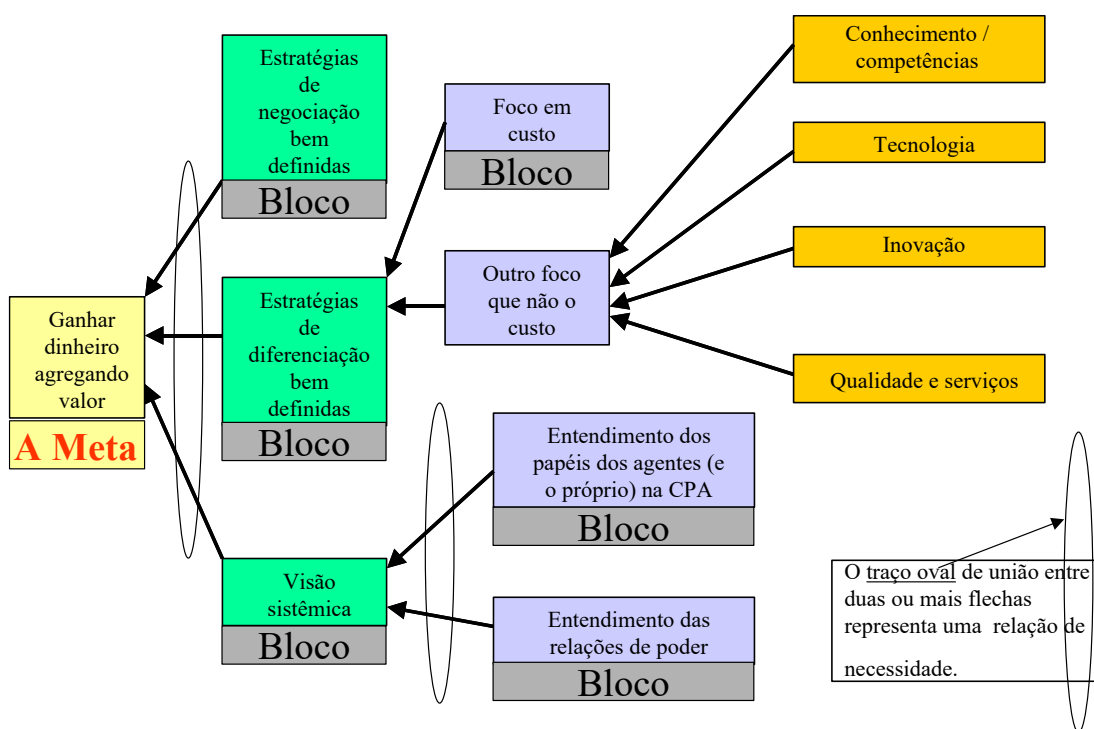 Estratégias
de
negociação
bem
definidas
Bloco
Foco em
custo
Bloco
Conhecimento /
competências
Tecnologia
Inovação
Qualidade e serviços
Outro foco
que não o
custo
Estratégias
de
diferenciação
bem
definidas
Bloco
Ganhar
dinheiro
agregando
valor
A Meta
Entendimento dos
papéis dos agentes (e
o próprio) na CPA
Bloco
Visão
sistêmica
Bloco
Entendimento das
relações de poder
Bloco
O traço oval de união entre
duas ou mais flechas
representa uma relação de
necessidade.